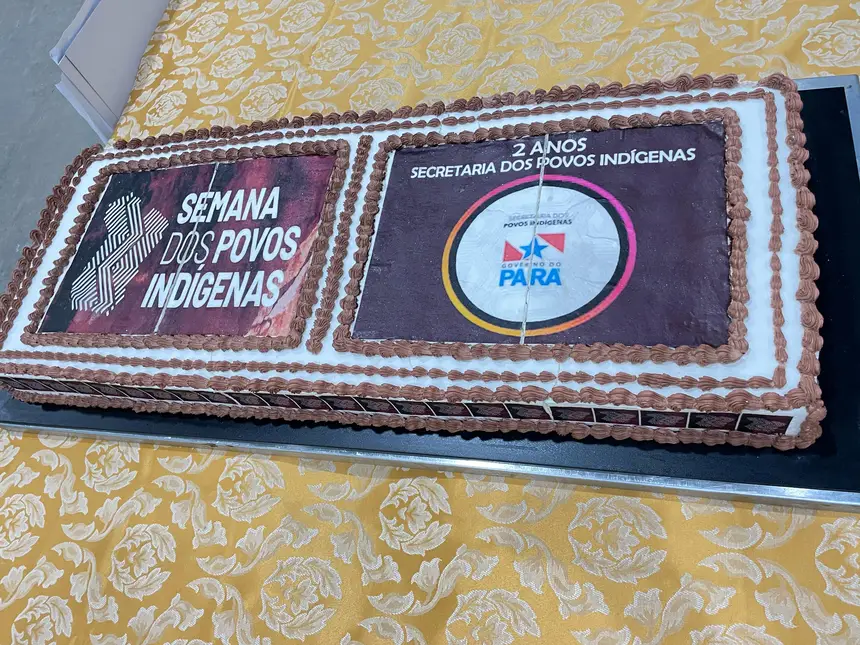 SEMANA
DOS POVOS
INDÍGENAS
2 ANOS
SECRETARIA DOS POVOS INDÍGENAS
SECRETARIA DOS
POVOS INDÍGENAS
GOVERNO DO
PARÁ